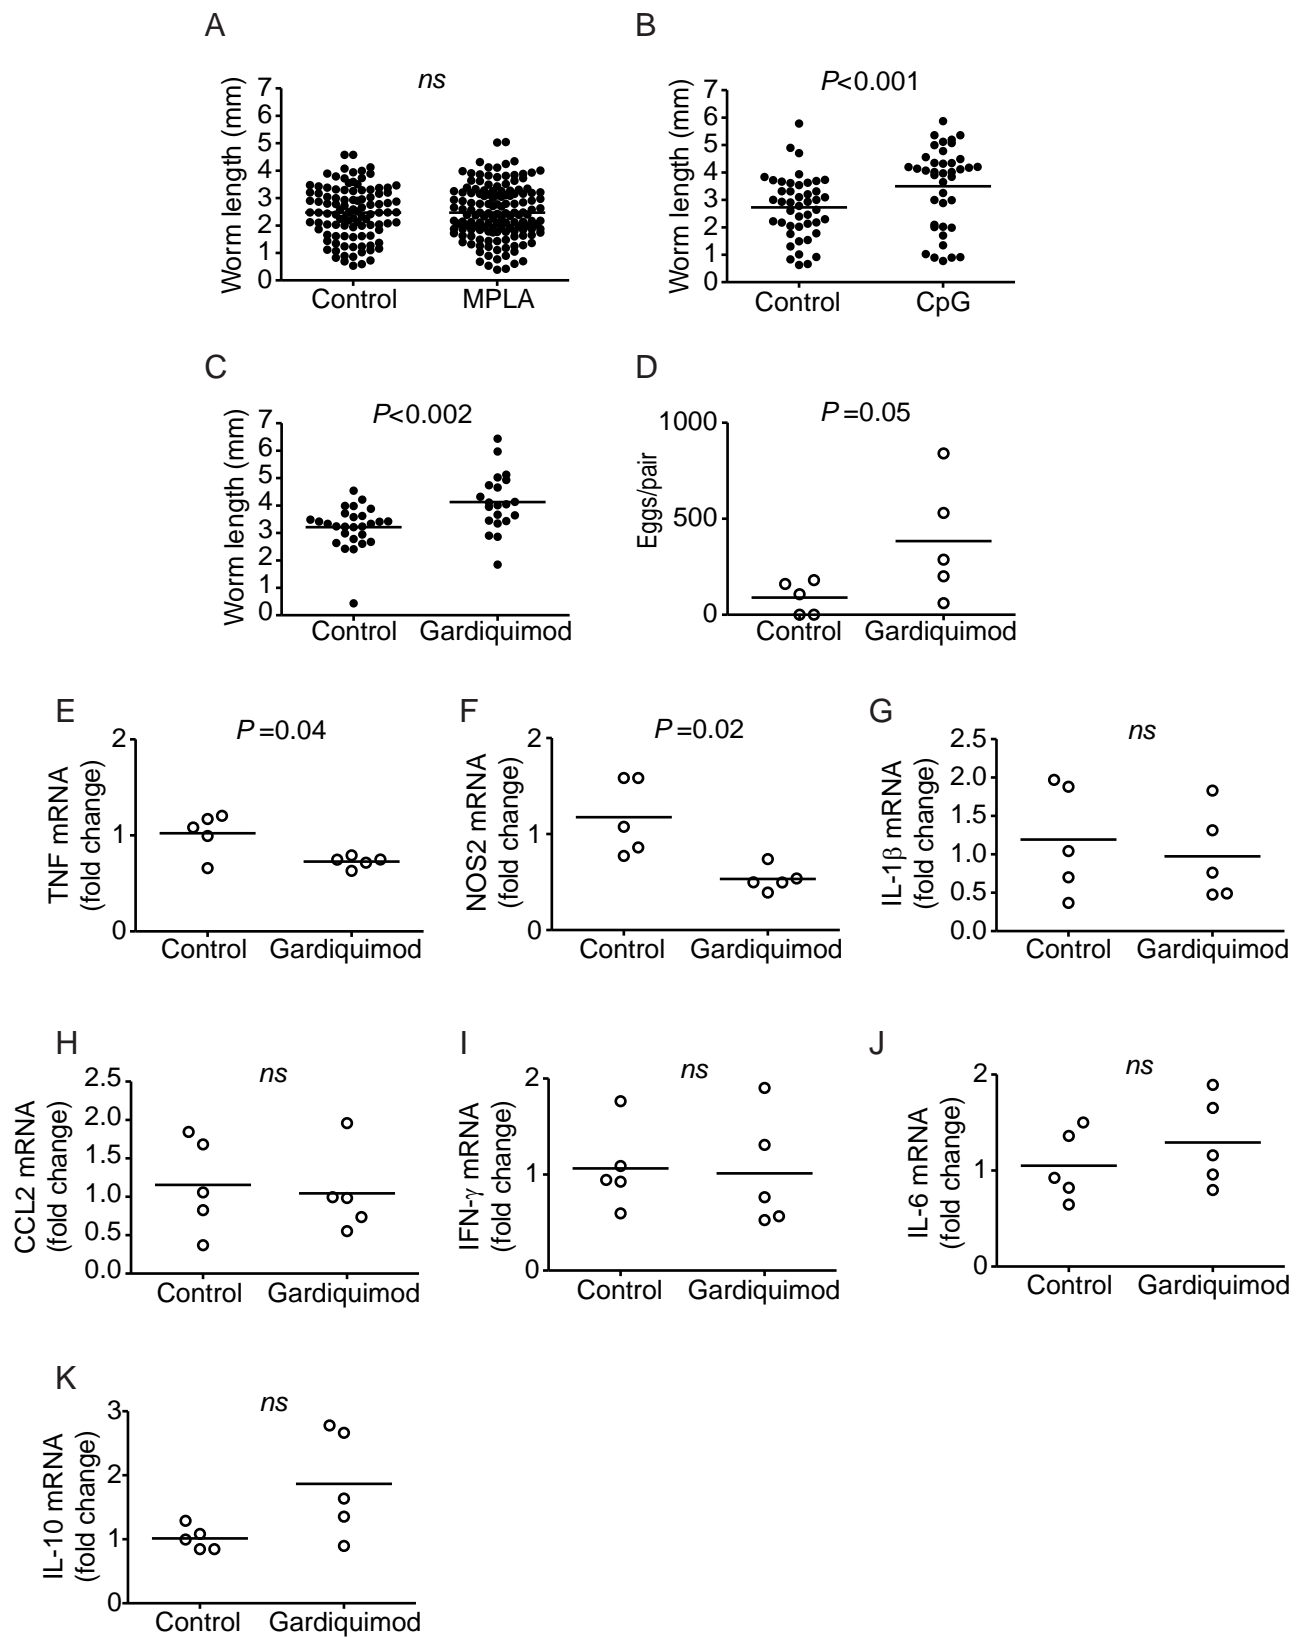 A
ns
Worm length (mm)
7
6
5
4
3
2
1
0
Control
MPLA
B
P<0.001
Worm length (mm)
7
6
5
4
3
2
1
0
Control
CpG
C
P<0.002
Worm length (mm)
7
6
5
4
3
2
1
0
Control
Gardiquimod
D
P=0.05
Eggs/pair
1000
500
0
Control
Gardiquimod
E
P=0.04
TNF mRNA
(fold change)
2
1
0
Control
Gardiquimod
F
P=0.02
NOS2 mRNA
(fold change)
2
1
0
Control
Gardiquimod
G
ns
IL-1β mRNA
(fold change)
2.5
2.0
1.5
1.0
0.5
0.0
Control
Gardiquimod
H
ns
CCL2 mRNA
(fold change)
2.5
2.0
1.5
1.0
0.5
0.0
Control
Gardiquimod
I
ns
IFN-γ mRNA
(fold change)
2
1
0
Control
Gardiquimod
J
ns
IL-6 mRNA
(fold change)
2
1
0
Control
Gardiquimod
K
ns
IL-10 mRNA
(fold change)
3
2
1
0
Control
Gardiquimod